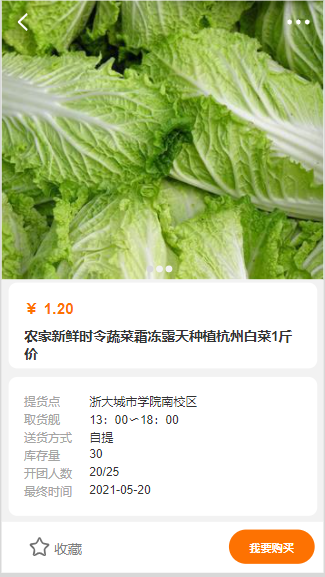 ¥ 1.20
农家新鲜时令蔬菜霜冻露天种植杭州白菜1斤
价
提货点 浙大城市学院南校区
取货舰 13：00~18：00
送货方式 自提
库存量 30
开团人数 20/25
最终时间 2021-05-20
收藏
我要购买